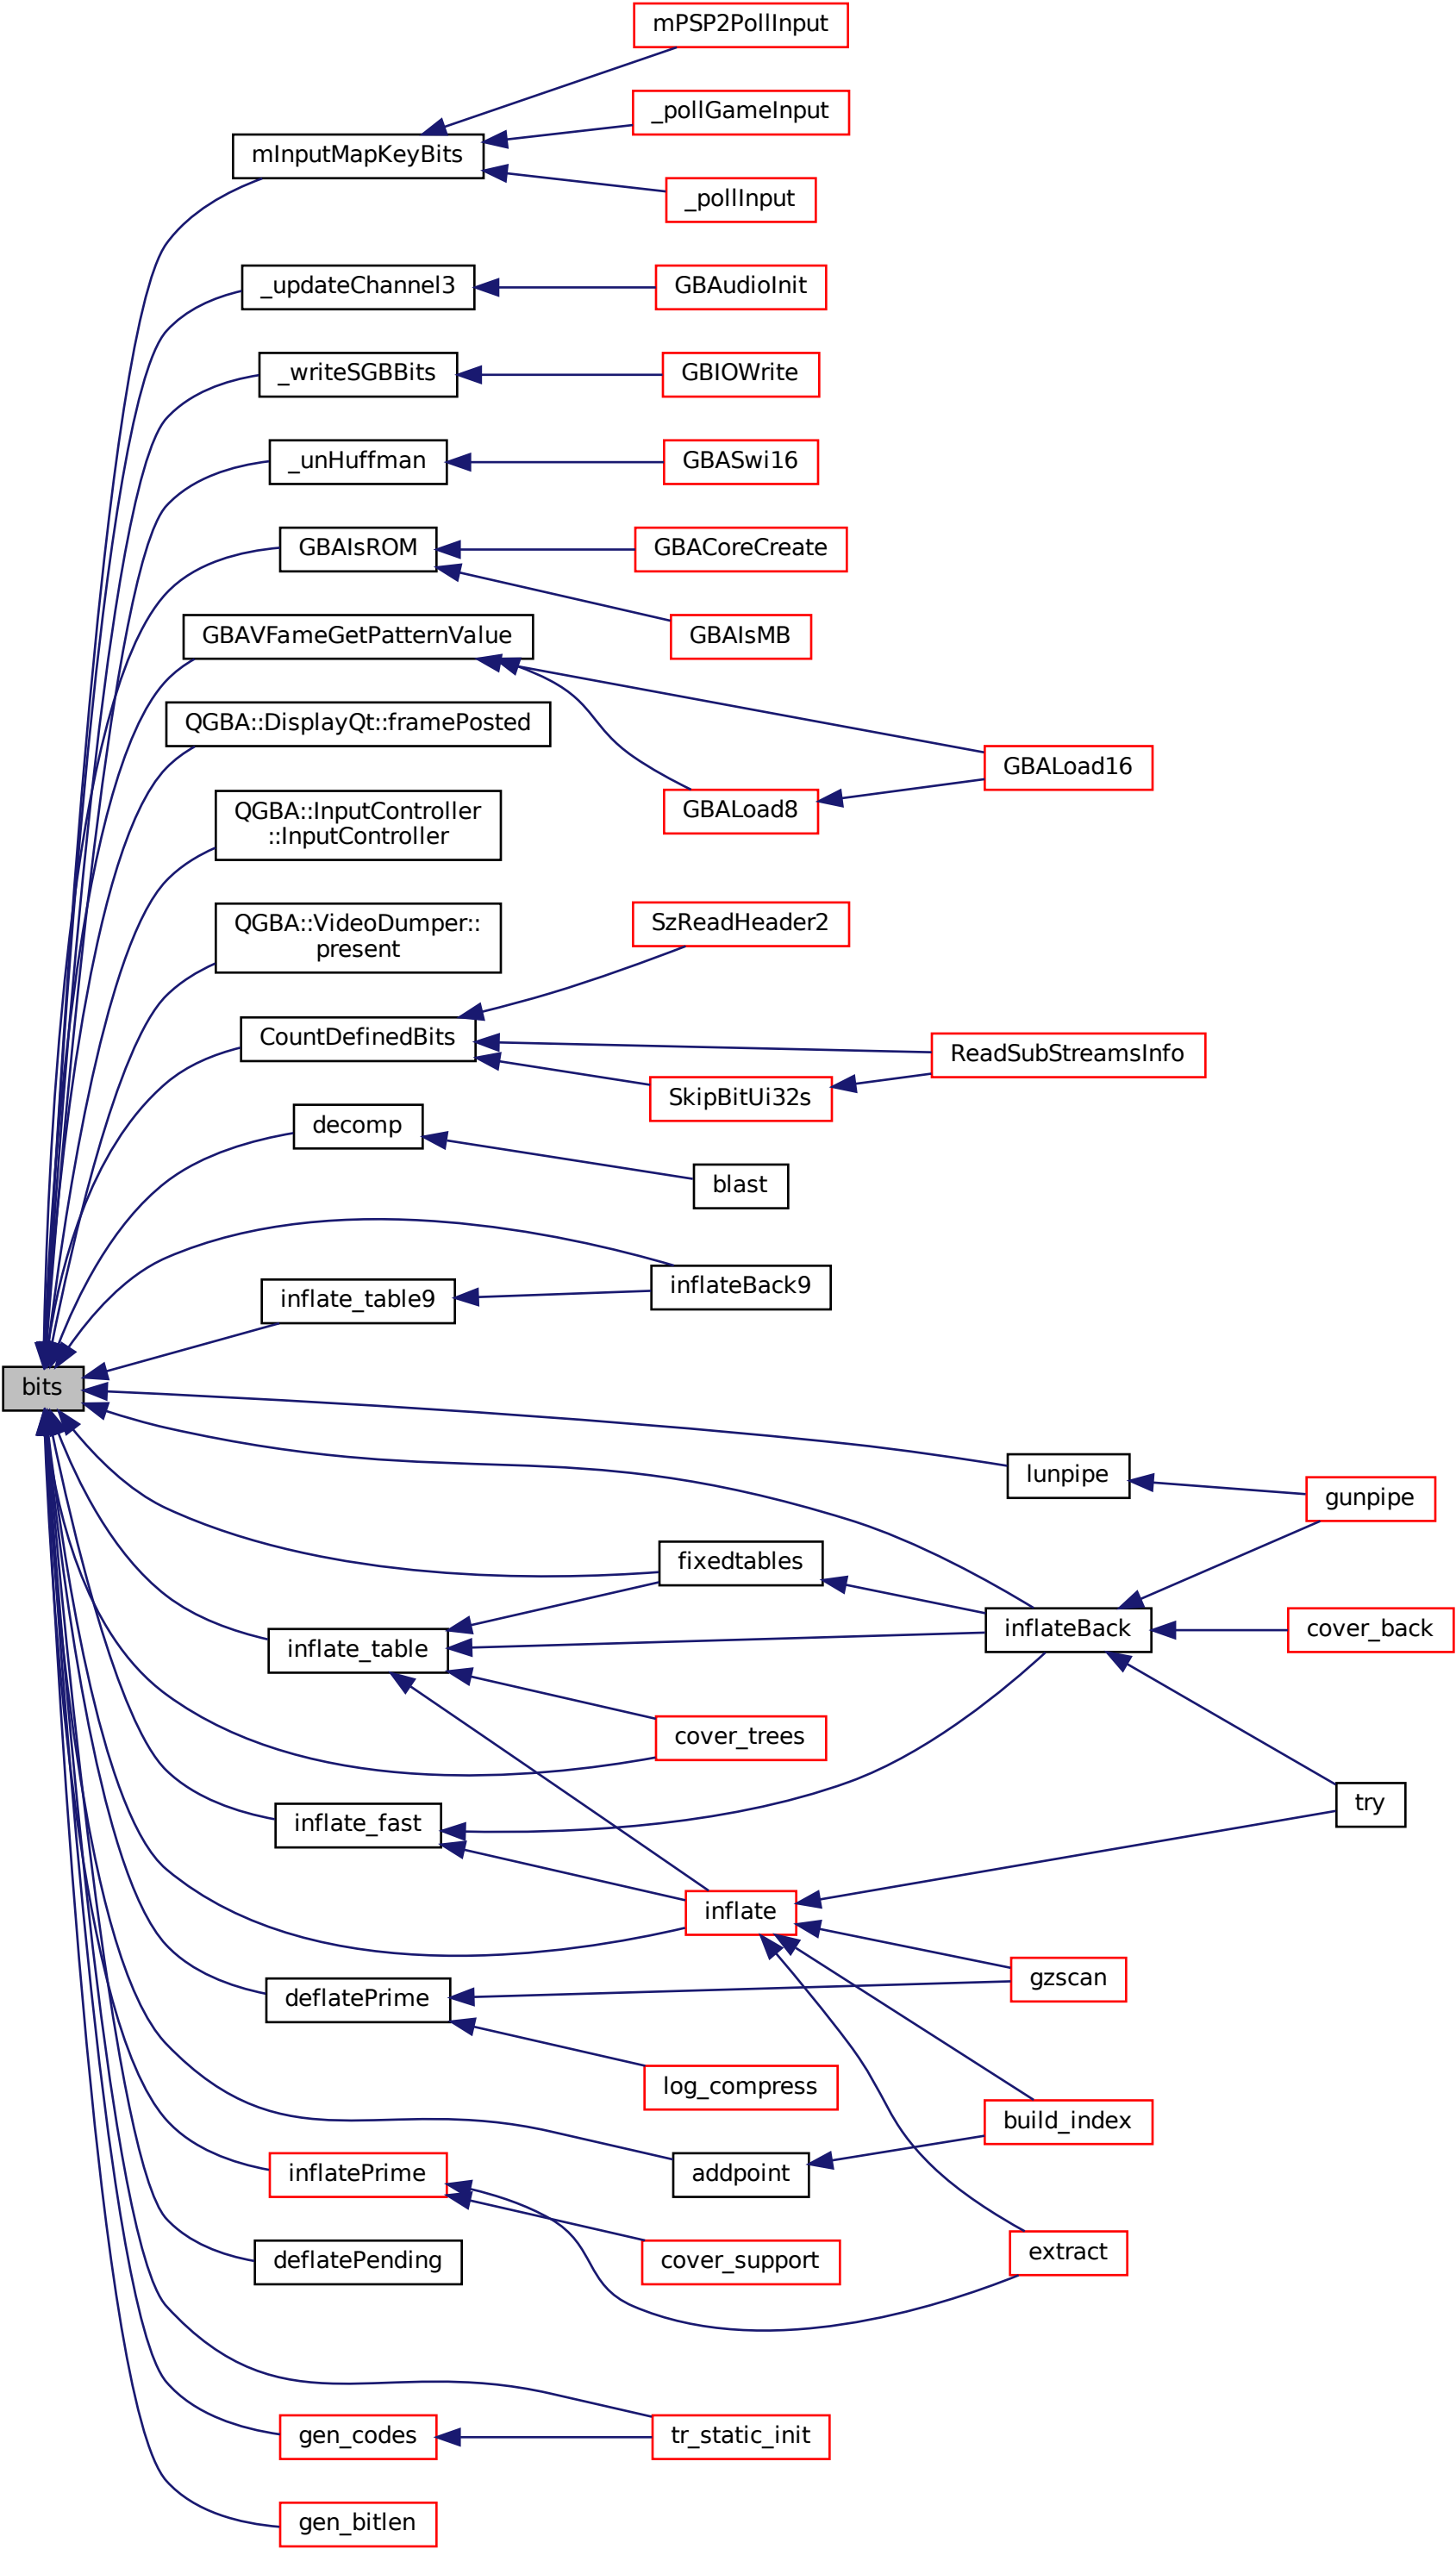 mPSP2PollInput
_pollGameInput
mInputMapKeyBits
_pollInput
_updateChannel3
GBAudioInit
_writeSGBBits
GBIOWrite
_unHuffman
GBASwi16
GBAIsROM
GBACoreCreate
GBAVFameGetPatternValue
GBAIsMB
QGBA::DisplayQt::framePosted
GBALoad16
QGBA::InputController
::InputController
GBALoad8
QGBA::VideoDumper::
present
SzReadHeader2
CountDefinedBits
ReadSubStreamsInfo
SkipBitUi32s
decomp
blast
inflate_table9
inflateBack9
bits
lunpipe
gunpipe
fixedtables
inflate_table
inflateBack
cover_back
cover_trees
inflate_fast
try
inflate
deflatePrime
gzscan
log_compress
build_index
inflatePrime
addpoint
deflatePending
cover_support
extract
gen_codes
tr_static_init
gen_bitlen